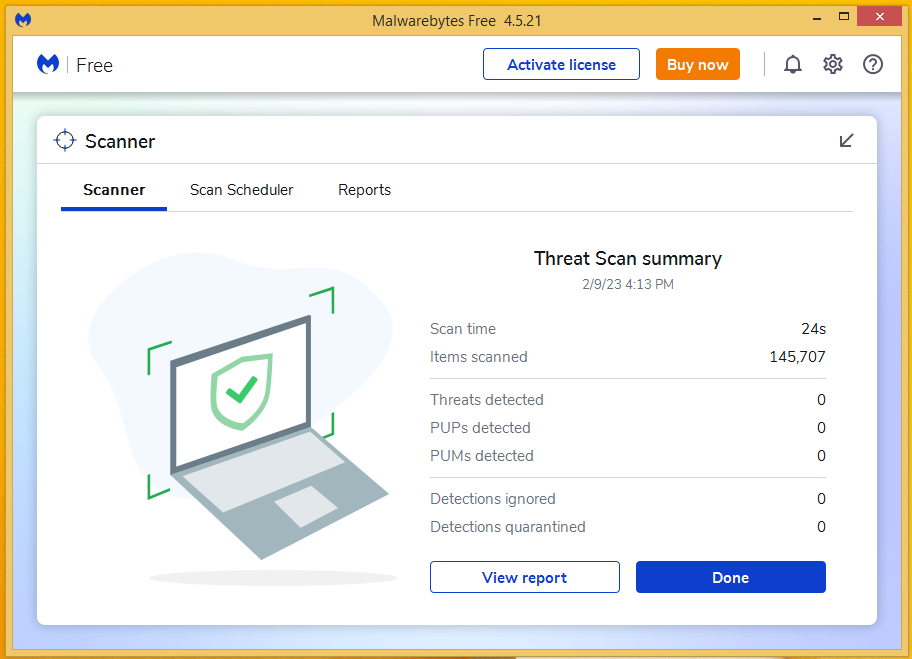 Malwarebytes Free 4.5.21
Free
Activate license
Buy now
Scanner
Scanner
Scan Scheduler
Reports
Threat Scan summary
2/9/23 4:13 PM
Scan time 24s
Items scanned 145,707
Threats detected 0
PUPs detected 0
PUMs detected 0
Detections ignored 0
Detections quarantined 0
View report
Done